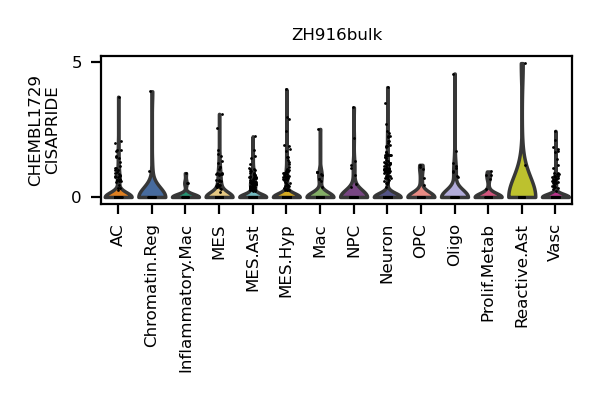 ZH916bulk
CHEMBL1729
CISAPRIDE
5
0
AC
Chromatin.Reg
Inflammatory.Mac
MES
MES.Ast
MES.Hyp
Mac
NPC
Neuron
OPC
Oligo
Prolif.Metab
Reactive.Ast
Vasc